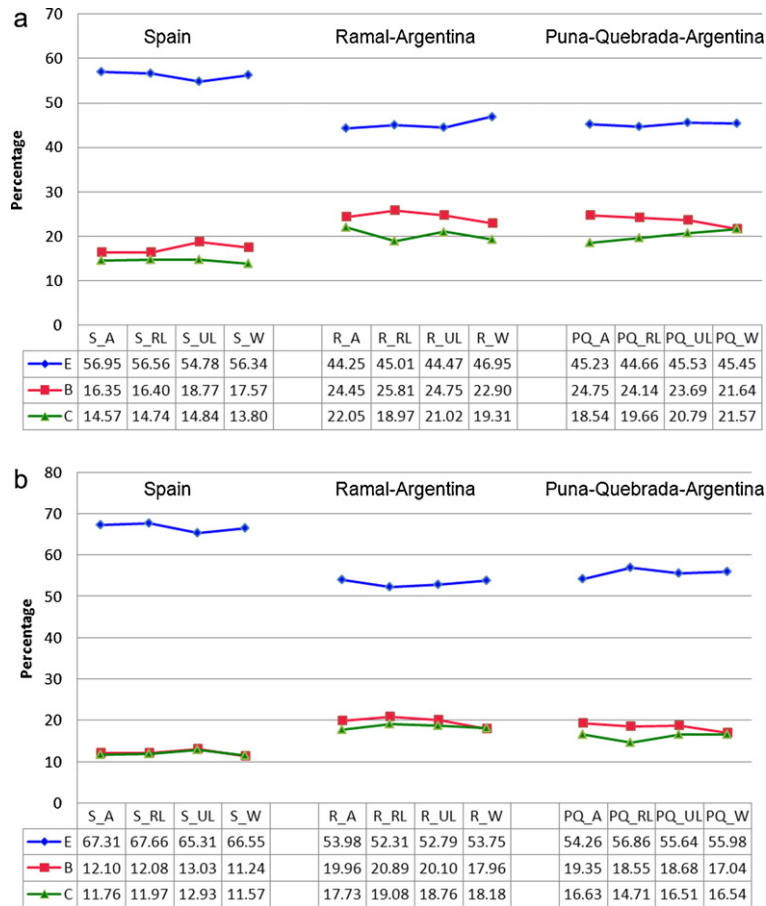 a
70
Spain Ramal-Argentina Puna-Quebrada-Argentina
60
50
40
30
20
10
0
Percentage
S_A S_RL S_UL S_W R_A R_RL R_UL R_W PQ_A PQ_RL PQ_UL PQ_W
E 56.95 56.56 54.78 56.34 44.25 45.01 44.47 46.95 45.23 44.66 45.53 45.45
B 16.35 16.40 18.77 17.57 24.45 25.81 24.75 22.90 24.75 24.14 23.69 21.64
C 14.57 14.74 14.84 13.80 22.05 18.97 21.02 19.31 18.54 19.66 20.79 21.57
b
80
Spain Ramal-Argentina Puna-Quebrada-Argentina
70
60
50
40
30
20
10
0
Percentage
S_A S_RL S_UL S_W R_A R_RL R_UL R_W PQ_A PQ_RL PQ_UL PQ_W
E 67.31 67.66 65.31 66.55 53.98 52.31 52.79 53.75 54.26 56.86 55.64 55.98
B 12.10 12.08 13.03 11.24 19.96 20.89 20.10 17.96 19.35 18.55 18.68 17.04
C 11.76 11.97 12.93 11.57 17.73 19.08 18.76 18.18 16.63 14.71 16.51 16.54